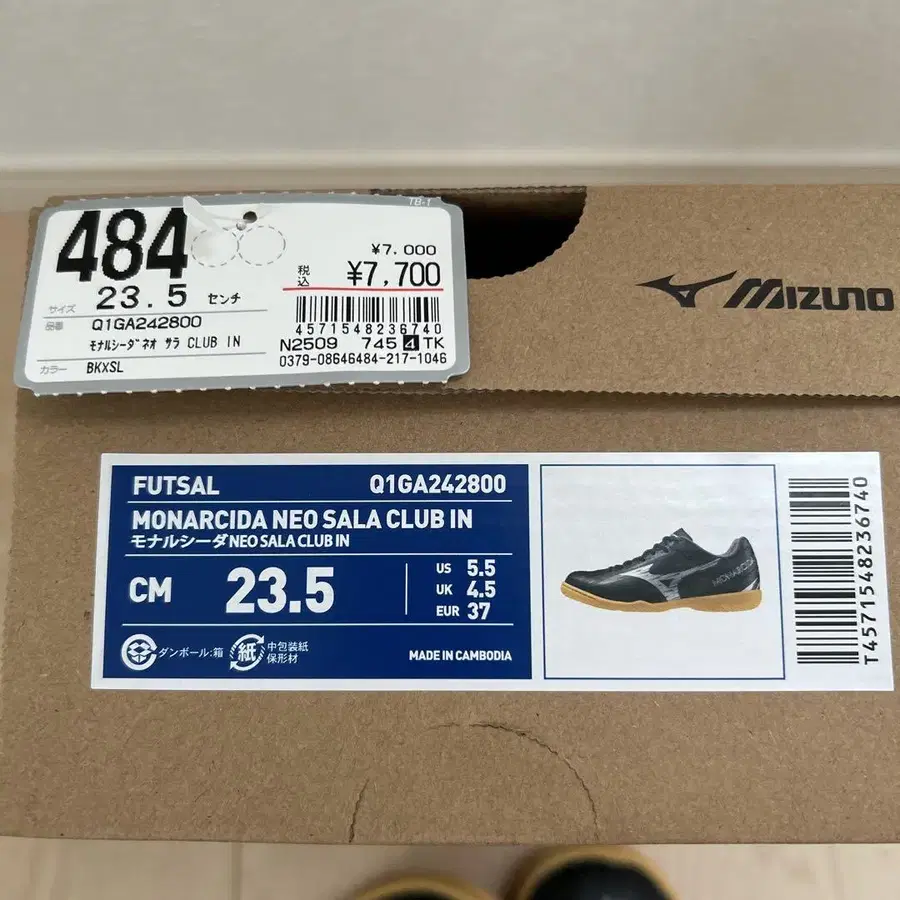 TB-1
484
¥7,000
税込 ¥7,700
サイズ 23.5 センチ
品番 Q1GA242800
モナルシーダネオ サラ CLUB IN
カラー BKXSL
4571548236740
N2509 745 4 TK
0379-08646484-217-1046
MIZUNO
FUTSAL Q1GA242800
MONARCIDA NEO SALA CLUB IN
モナルシーダNEO SALA CLUB IN
CM 23.5
US 5.5
UK 4.5
EUR 37
ダンボール:箱
紙 中包装紙
保形材
MADE IN CAMBODIA
MONARCIDA
T4571548236740